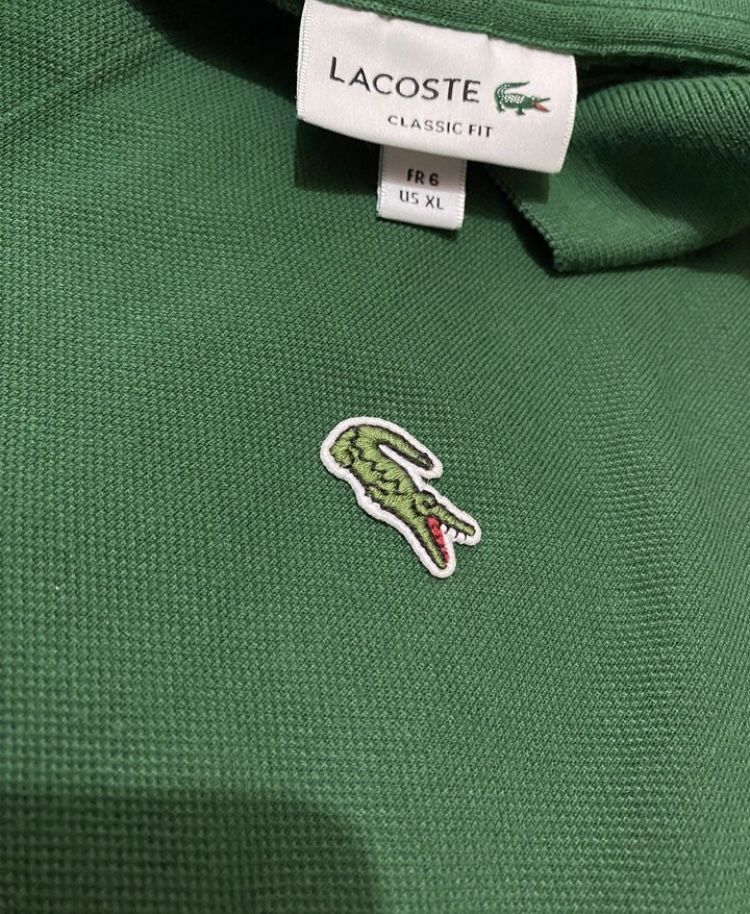 LACOSTE
CLASSIC FIT
FR 6
US XL